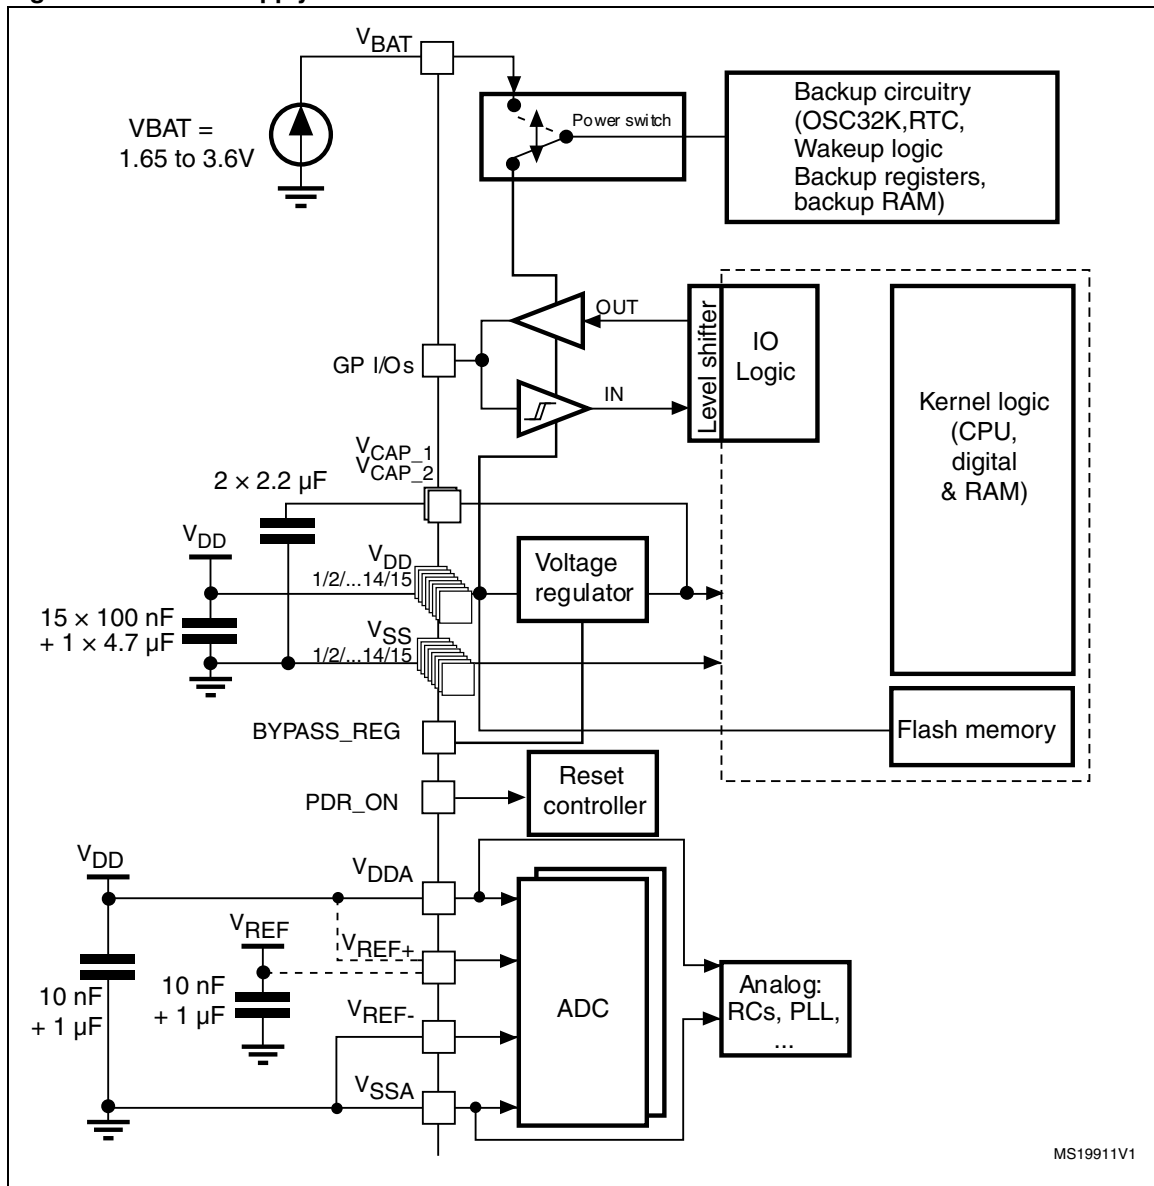 VBAT
VBAT =
1.65 to 3.6V
Power switch
Backup circuitry
(OSC32K,RTC,
Wakeup logic
Backup registers,
backup RAM)
OUT
GP I/Os
IN
Level shifter
IO
Logic
Kernel logic
(CPU,
digital
& RAM)
VCAP_1
VCAP_2
2 × 2.2 µF
VDD
VDD
1/2/...14/15
Voltage
regulator
15 × 100 nF
+ 1 × 4.7 µF
VSS
1/2/...14/15
BYPASS_REG
Flash memory
PDR_ON
Reset
controller
VDD
VDDA
VREF
VREF+
10 nF
+ 1 µF
10 nF
+ 1 µF
VREF-
ADC
Analog:
RCs, PLL,
...
VSSA
MS19911V1